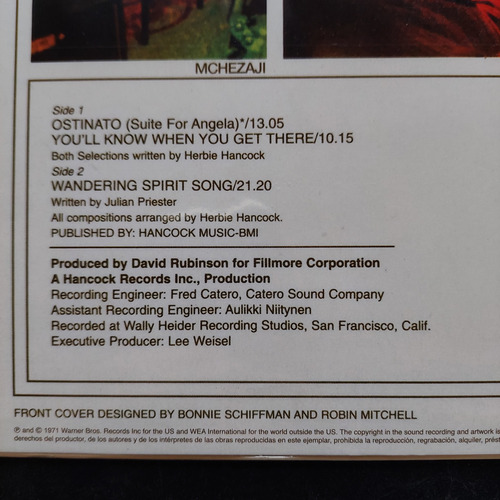 MCHEZAJI
Side 1
OSTINATO (Suite For Angela)*/13.05
YOU'LL KNOW WHEN YOU GET THERE/10.15
Both Selections written by Herbie Hancock
Side 2
WANDERING SPIRIT SONG/21.20
Written by Julian Priester
All compositions arranged by Herbie Hancock.
PUBLISHED BY: HANCOCK MUSIC-BMI
Produced by David Rubinson for Fillmore Corporation
A Hancock Records Inc., Production
Recording Engineer: Fred Catero, Catero Sound Company
Assistant Recording Engineer: Aulikki Niitynen
Recorded at Wally Heider Recording Studios, San Francisco, Calif.
Executive Producer: Lee Weisel
FRONT COVER DESIGNED BY BONNIE SCHIFFMAN AND ROBIN MITCHELL
℗ and © 1971 Warner Bros. Records Inc for the US and WEA International for the world outside the US. The copyright in the sound recording and artwork is
derechos del productor, de los autores y de los intérpretes de las obras reproducidas en este ejemplar, prohibida la reproducción, regrabación, alquiler, prést